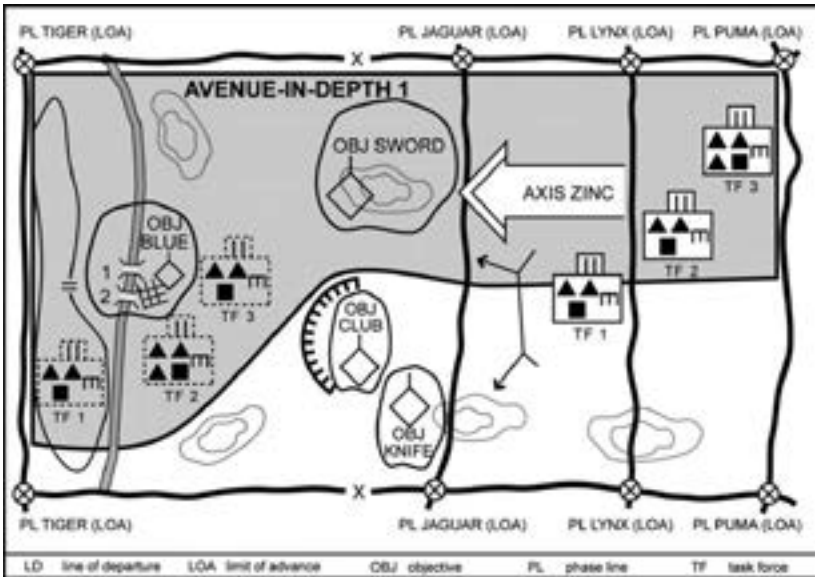 PL TIGER (LOA)
PL JAGUAR (LOA)
PL LYNX (LOA)
PL PUMA (LOA)
X
AVENUE-IN-DEPTH 1
OBJ SWORD
AXIS ZINC
TF 3
TF 2
OBJ
BLUE
1
2
TF 3
TF 1
OBJ
CLUB
TF 2
TF 1
OBJ
KNIFE
X
PL TIGER (LOA)
PL JAGUAR (LOA)
PL LYNX (LOA)
PL PUMA (LOA)
LD line of departure LOA limit of advance OBJ objective PL phase line TF task force